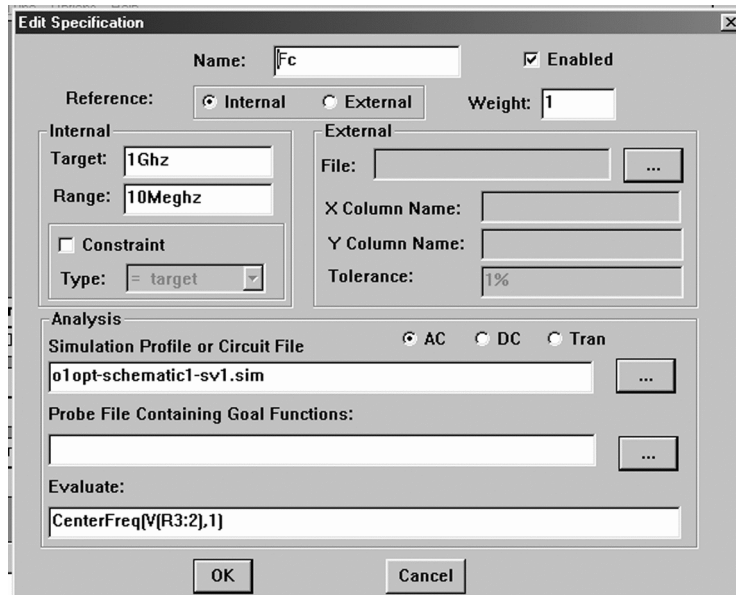 Edit Specification
Name: Fc Enabled
Reference: Internal External Weight: 1
Internal
Target: 1Ghz
Range: 10Meghz
Constraint
Type: = target
External
File: ...
X Column Name:
Y Column Name:
Tolerance: 1%
Analysis
Simulation Profile or Circuit File AC DC Tran
o1opt-schematic1-sv1.sim ...
Probe File Containing Goal Functions:
...
Evaluate:
CenterFreq(V(R3:2),1)
OK Cancel